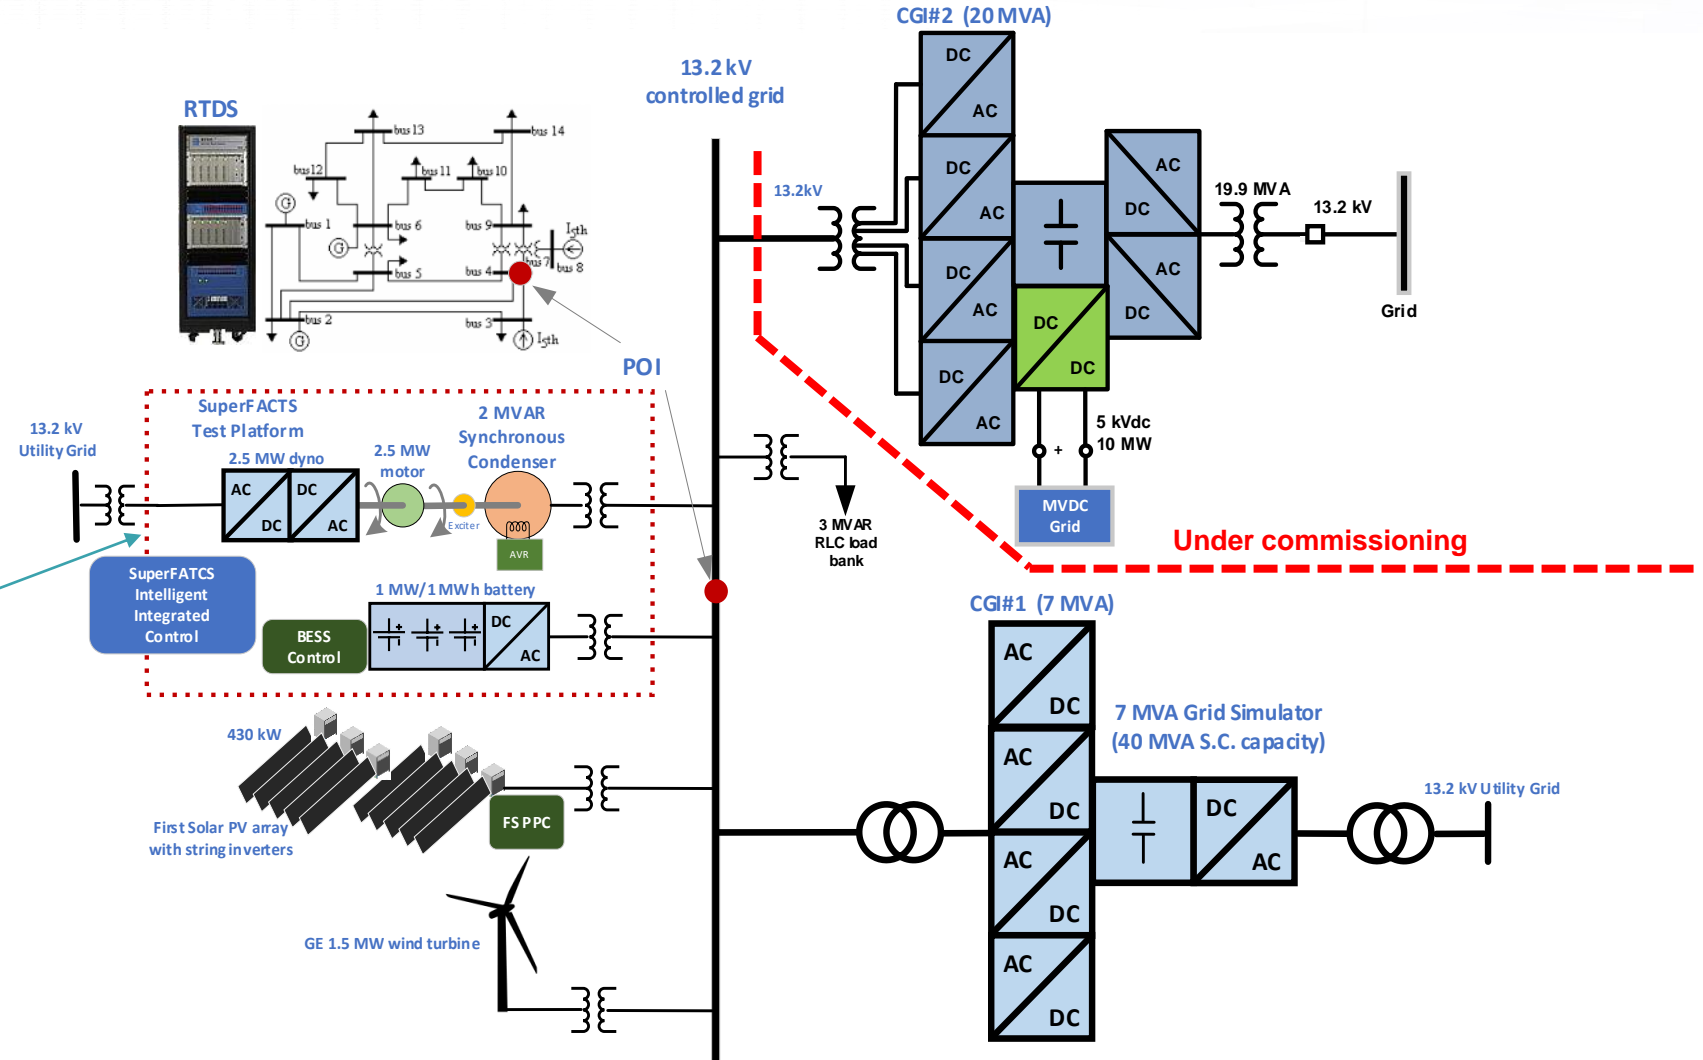 CGI#2 (20 MVA)
DC
AC
DC
AC
DC
AC
DC
AC
AC
DC
AC
DC
DC
DC
13.2 kV
controlled grid
13.2kV
19.9 MVA
13.2 kV
Grid
5 kVdc
10 MW
+
MVDC
Grid
Under commissioning
RTDS
bus 13
bus 14
bus12
bus 11
bus 10
G
bus 1
bus 6
bus 9
G
I5th
bus 7
bus 8
bus 5
bus 4
bus 2
bus 3
G
I5th
POI
SuperFACTS
Test Platform
13.2 kV
Utility Grid
2.5 MW dyno
AC
DC
DC
AC
2.5 MW
motor
2 MVAR
Synchronous
Condenser
Exciter
AVR
3 MVAR
RLC load
bank
SuperFATCS
Intelligent
Integrated
Control
1 MW/1MWh battery
BESS
Control
+
+
+
DC
AC
430 kW
First Solar PV array
with string inverters
FS PPC
GE 1.5 MW wind turbine
CGI#1 (7 MVA)
AC
DC
AC
DC
AC
DC
AC
DC
7 MVA Grid Simulator
(40 MVA S.C. capacity)
DC
AC
13.2 kV Utility Grid